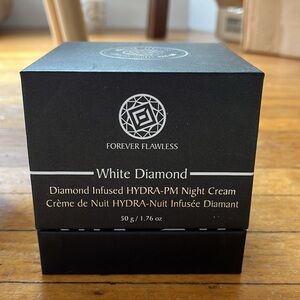 FOREVER FLAWLESS
White Diamond
Diamond Infused HYDRA-PM Night Cream
Crème de Nuit HYDRA-Nuit Infusée Diamant
50 g / 1.76 oz